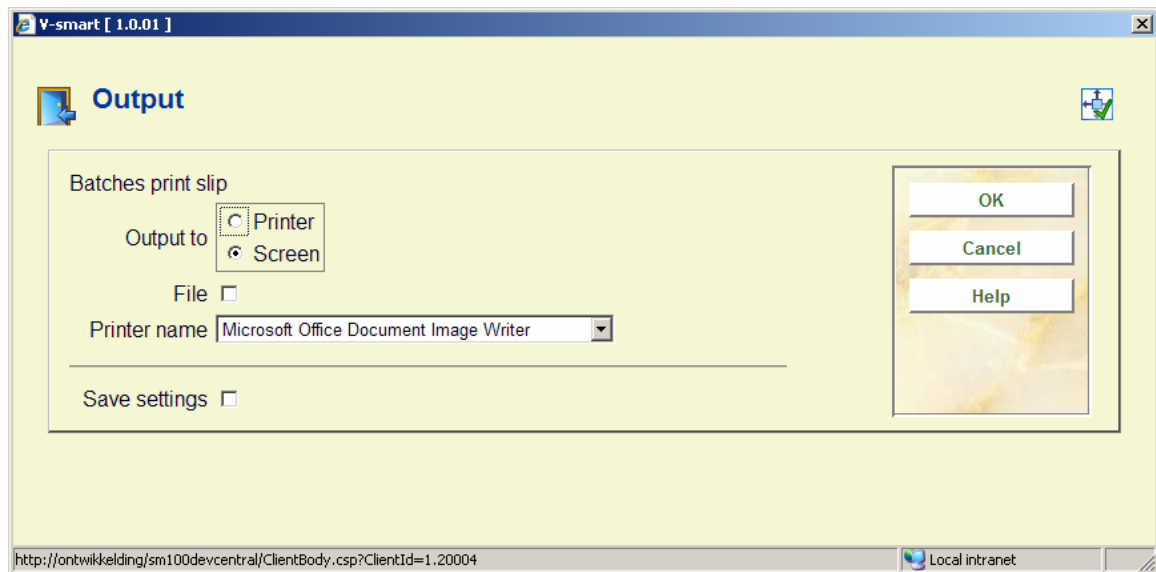 V-smart [ 1.0.01 ]
Output
Batches print slip
Output to
Printer
Screen
File
Printer name Microsoft Office Document Image Writer
Save settings
OK
Cancel
Help
http://ontwikkelding/sm100devcentral/ClientBody.csp?ClientId=1.20004
Local intranet